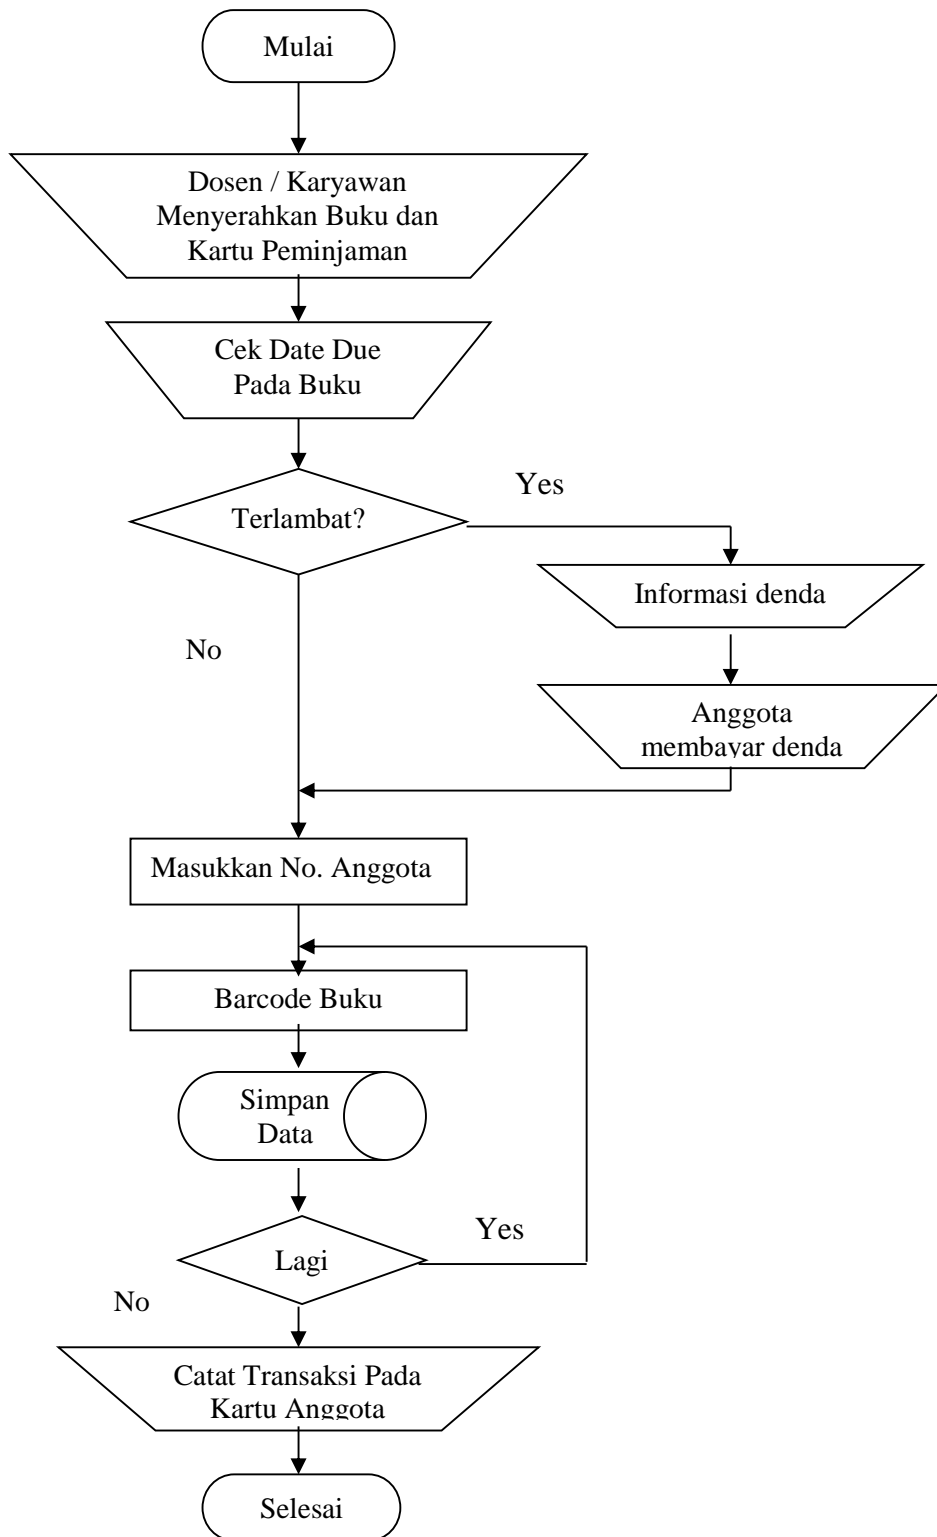 Mulai
Dosen / Karyawan
Menyerahkan Buku dan
Kartu Peminjaman
Cek Date Due
Pada Buku
Terlambat?
Yes
Informasi denda
No
Anggota
membayar denda
Masukkan No. Anggota
Barcode Buku
Simpan
Data
Lagi
Yes
No
Catat Transaksi Pada
Kartu Anggota
Selesai